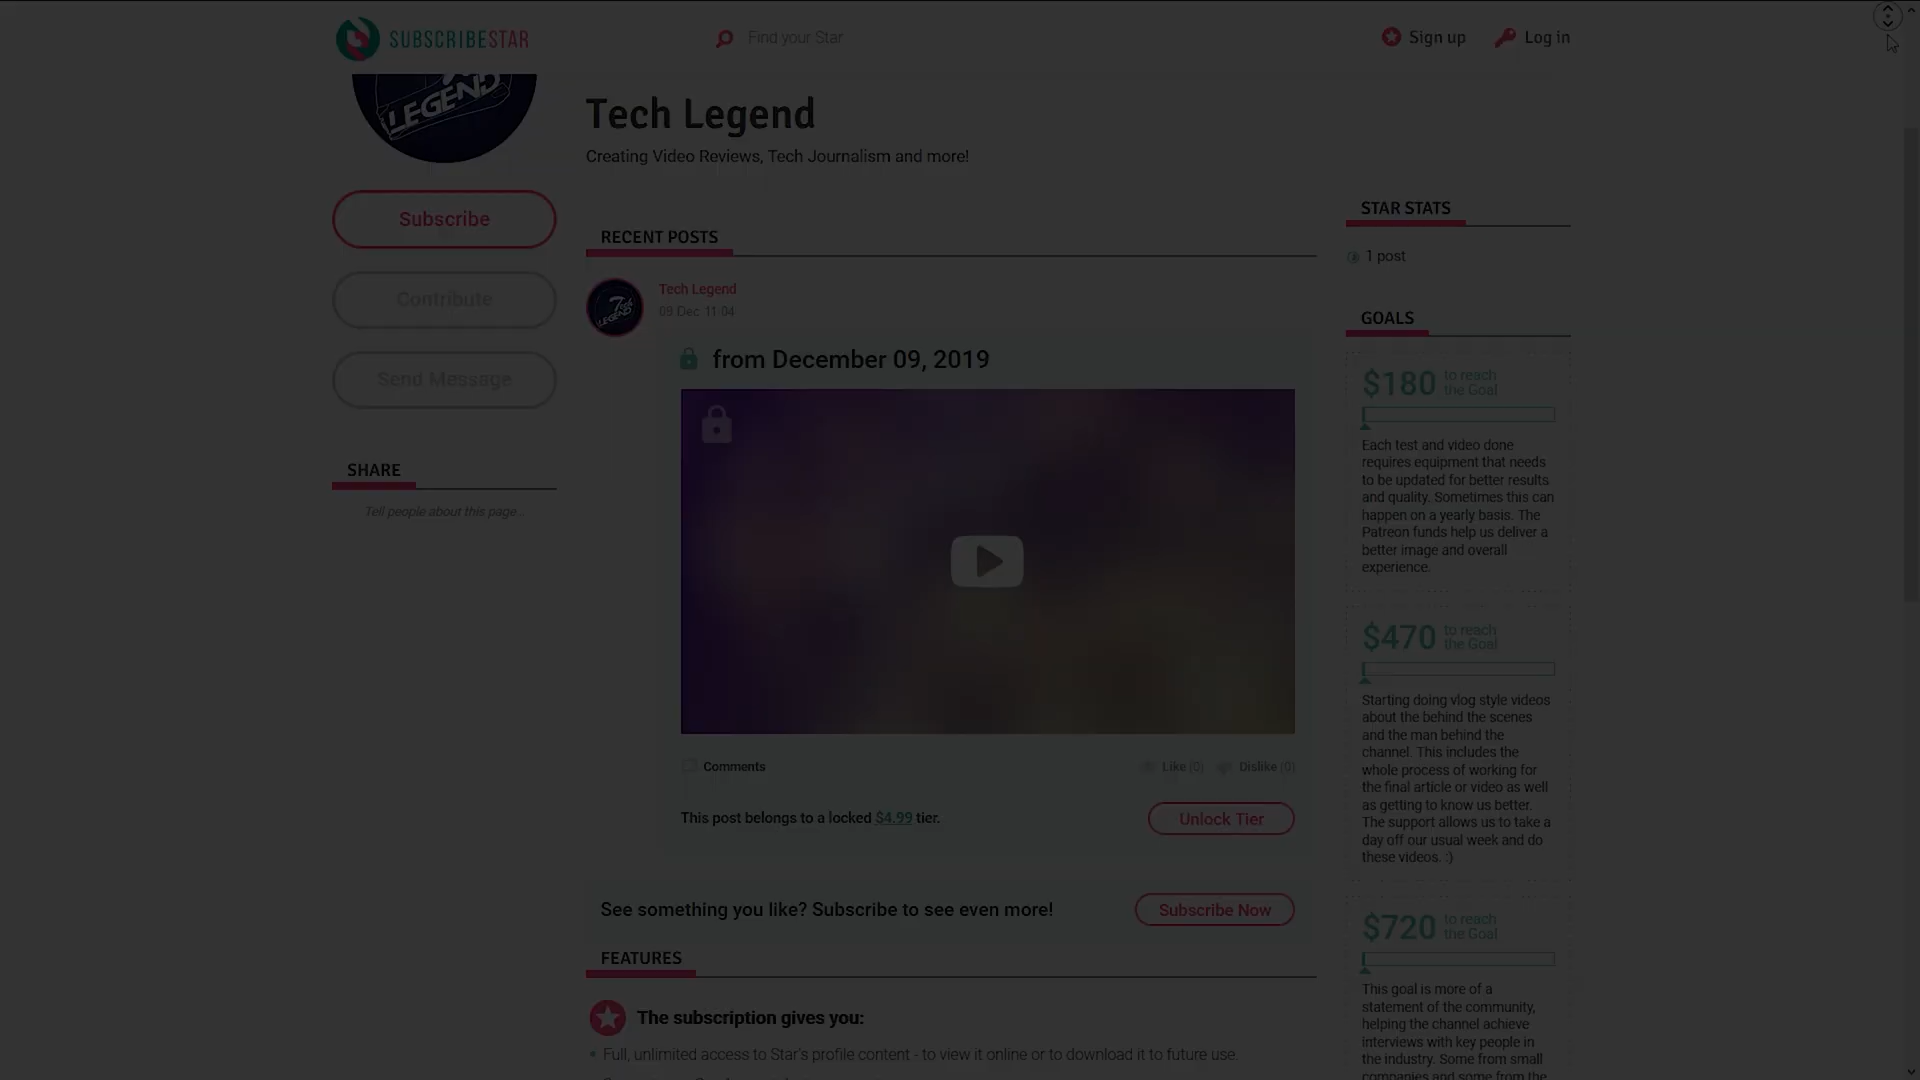 SUBSCRIBESTAR
Find your Star
Sign up
Log in
LEGEND
Tech Legend
Creating Video Reviews, Tech Journalism and more!
Subscribe
Contribute
Send Message
SHARE
Tell people about this page
RECENT POSTS
Tech Legend
Tech LEGEND
09 Dec 11:04
from December 09, 2019
Comments
Like (0)
Dislike (0)
This post belongs to a locked $4.99 tier.
Unlock Tier
See something you like? Subscribe to see even more!
Subscribe Now
FEATURES
The subscription gives you:
Full, unlimited access to Star's profile content - to view it online or to download it to future use.
STAR STATS
1 post
GOALS
$180 to reach
the Goal
Each test and video done
requires equipment that needs
to be updated for better results
and quality. Sometimes this can
happen on a yearly basis. The
Patreon funds help us deliver a
better image and overall
experience.
$470 to reach
the Goal
Starting doing vlog style videos
about the behind the scenes
and the man behind the
channel. This includes the
whole process of working for
the final article or video as well
as getting to know us better.
The support allows us to take a
day off our usual week and do
these videos. :)
$720 to reach
the Goal
This goal is more of a
statement of the community,
helping the channel achieve
interviews with key people in
the industry. Some from small
companies and some from the